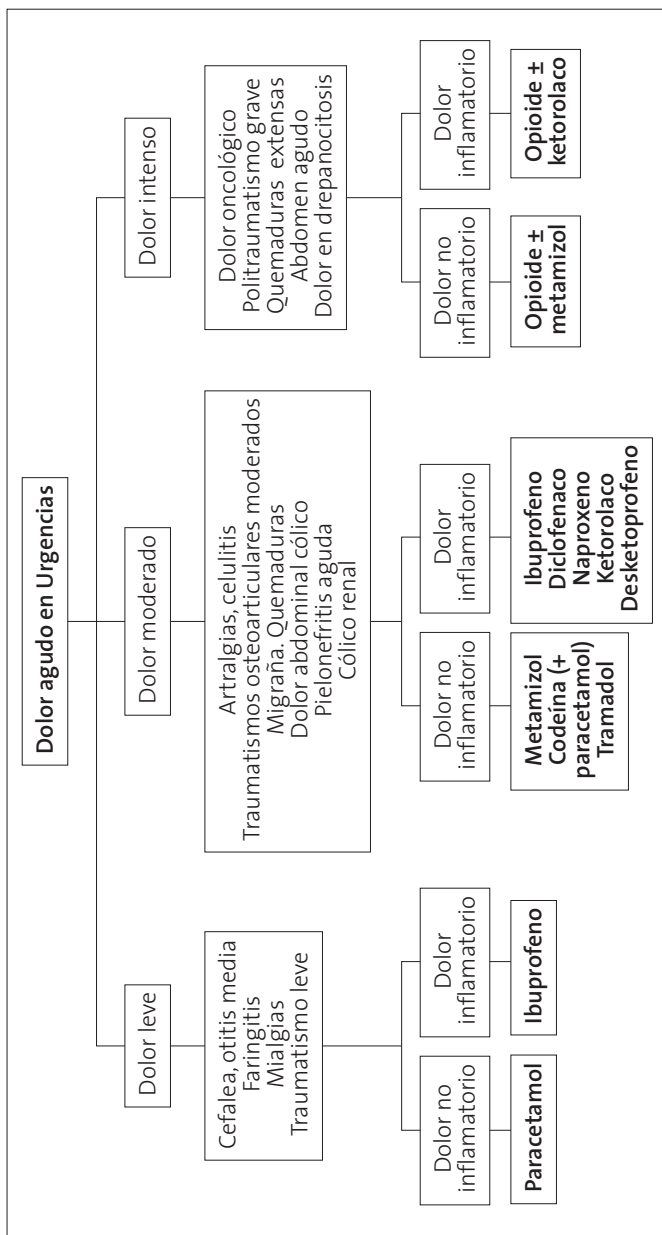 Dolor agudo en Urgencias
Dolor leve
Cefalea, otitis media
Faringitis
Mialgias
Traumatismo leve
Dolor no
inflamatorio
Paracetamol
Dolor
inflamatorio
Ibuprofeno
Dolor moderado
Artralgias, celulitis
Traumatismos osteoarticulares moderados
Migraña. Quemaduras
Dolor abdominal cólico
Pielonefritis aguda
Cólico renal
Dolor no
inflamatorio
Metamizol
Codeína (+
paracetamol)
Tramadol
Dolor
inflamatorio
Ibuprofeno
Diclofenaco
Naproxeno
Ketorolaco
Desketoprofeno
Dolor intenso
Dolor oncológico
Politraumatismo grave
Quemaduras extensas
Abdomen agudo
Dolor en drepanocitosis
Dolor no
inflamatorio
Opioide ±
metamizol
Dolor
inflamatorio
Opioide ±
ketorolaco